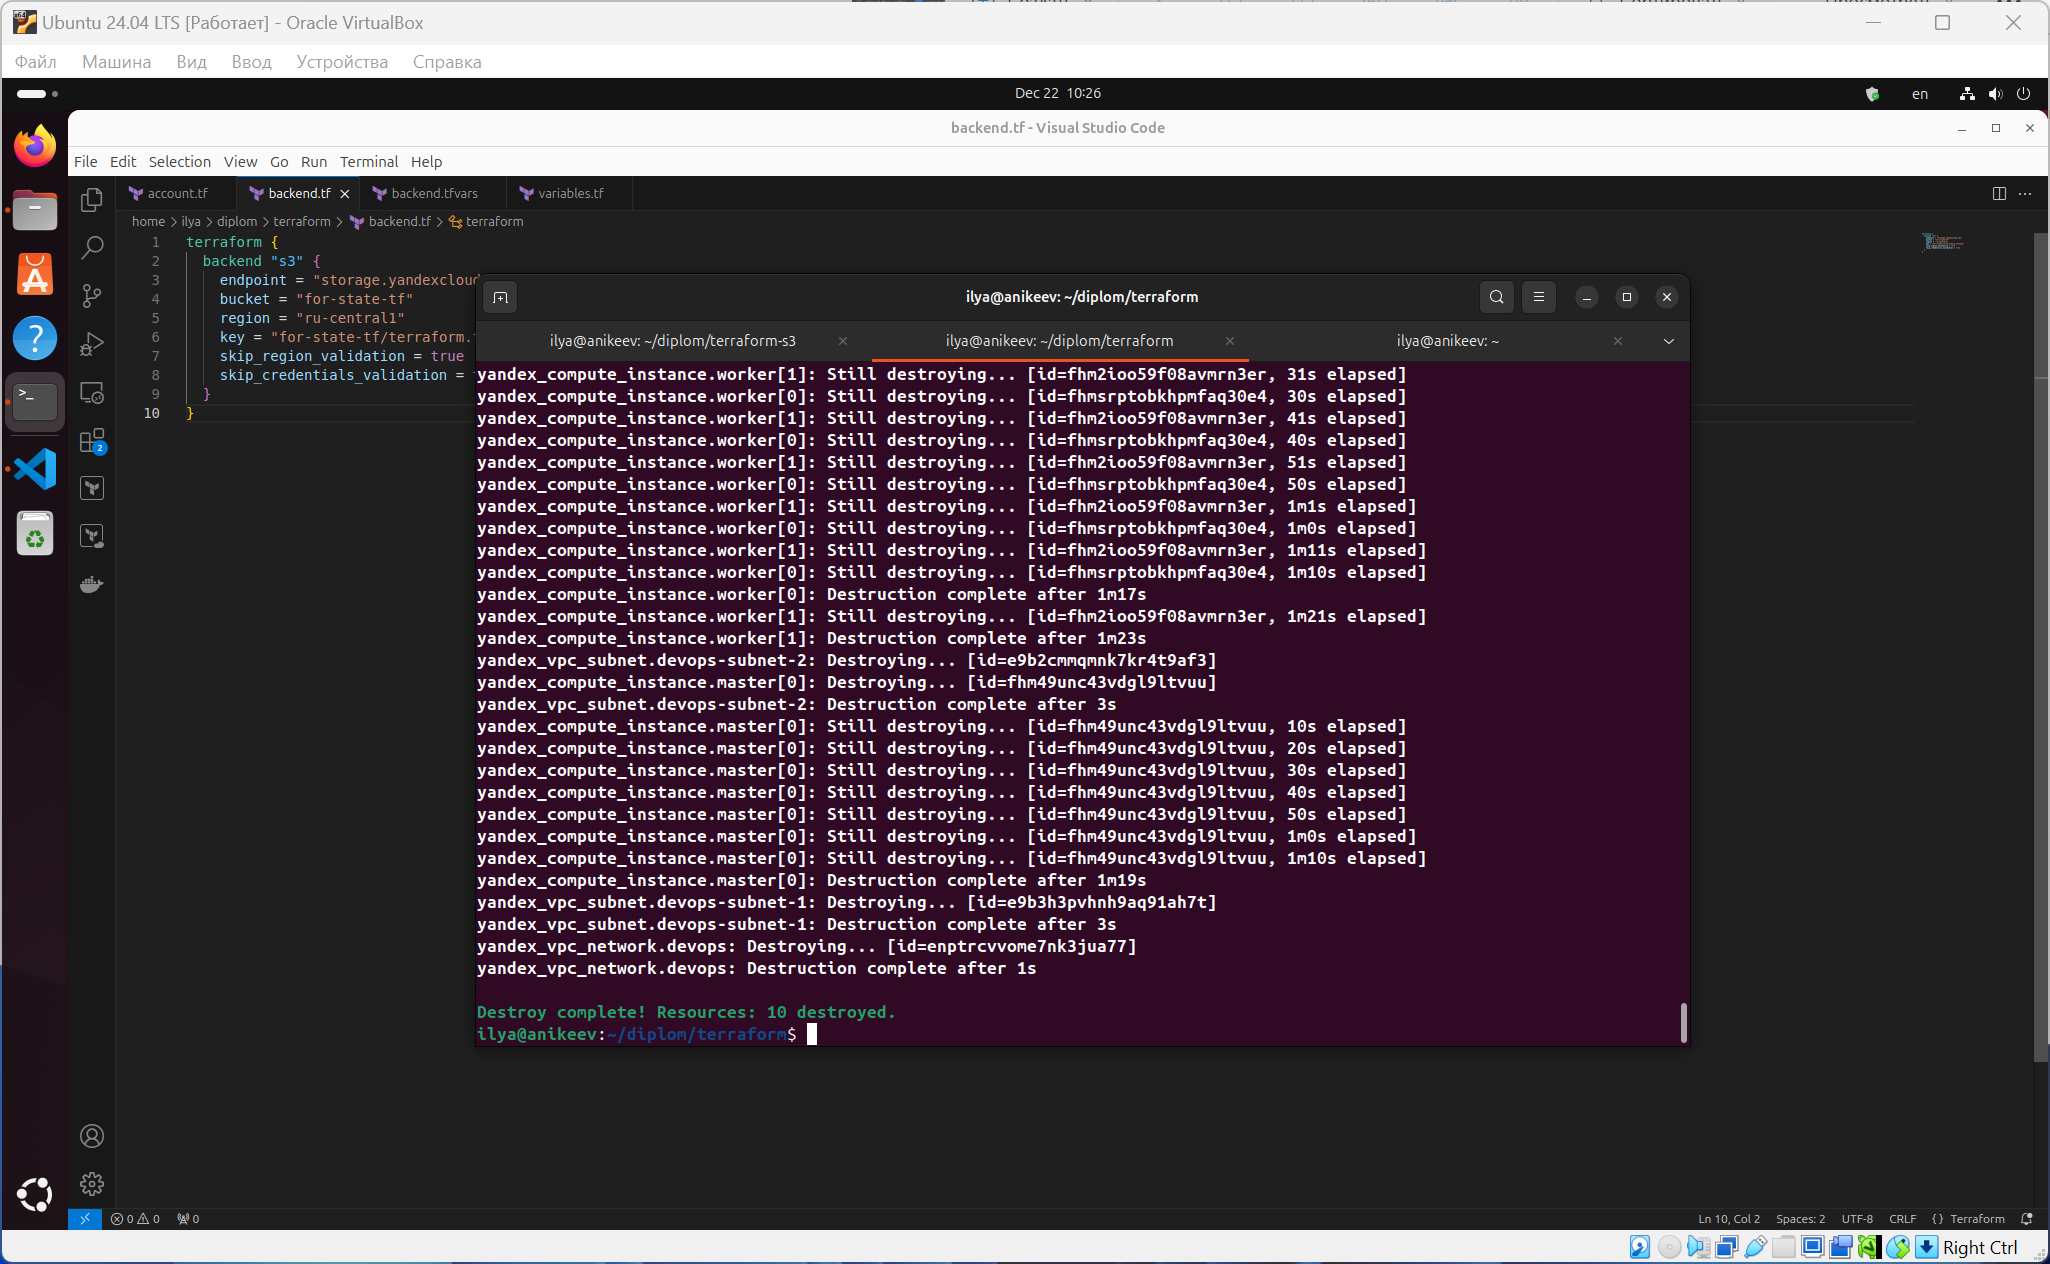 Ubuntu 24.04 LTS [Работает] - Oracle VirtualBox
Файл Машина Вид Ввод Устройства Справка
Dec 22 10:26
en
backend.tf - Visual Studio Code
File Edit Selection View Go Run Terminal Help
account.tf backend.tf backend.tfvars variables.tf
home > ilya > diplom > terraform > backend.tf > terraform
1 terraform {
2 backend "s3" {
3 endpoint = "storage.yandexcloud
4 bucket = "for-state-tf"
5 region = "ru-central1"
6 key = "for-state-tf/terraform.
7 skip_region_validation = true
8 skip_credentials_validation =
9 }
10 }
ilya@anikeev: ~/diplom/terraform
ilya@anikeev: ~/diplom/terraform-s3 ilya@anikeev: ~/diplom/terraform ilya@anikeev: ~
yandex_compute_instance.worker[1]: Still destroying... [id=fhm2ioo59f08avmrn3er, 31s elapsed]
yandex_compute_instance.worker[0]: Still destroying... [id=fhmsrptobkhpmfaq30e4, 30s elapsed]
yandex_compute_instance.worker[1]: Still destroying... [id=fhm2ioo59f08avmrn3er, 41s elapsed]
yandex_compute_instance.worker[0]: Still destroying... [id=fhmsrptobkhpmfaq30e4, 40s elapsed]
yandex_compute_instance.worker[1]: Still destroying... [id=fhm2ioo59f08avmrn3er, 51s elapsed]
yandex_compute_instance.worker[0]: Still destroying... [id=fhmsrptobkhpmfaq30e4, 50s elapsed]
yandex_compute_instance.worker[1]: Still destroying... [id=fhm2ioo59f08avmrn3er, 1m1s elapsed]
yandex_compute_instance.worker[0]: Still destroying... [id=fhmsrptobkhpmfaq30e4, 1m0s elapsed]
yandex_compute_instance.worker[1]: Still destroying... [id=fhm2ioo59f08avmrn3er, 1m11s elapsed]
yandex_compute_instance.worker[0]: Still destroying... [id=fhmsrptobkhpmfaq30e4, 1m10s elapsed]
yandex_compute_instance.worker[0]: Destruction complete after 1m17s
yandex_compute_instance.worker[1]: Still destroying... [id=fhm2ioo59f08avmrn3er, 1m21s elapsed]
yandex_compute_instance.worker[1]: Destruction complete after 1m23s
yandex_vpc_subnet.devops-subnet-2: Destroying... [id=e9b2cmmqmnk7kr4t9af3]
yandex_compute_instance.master[0]: Destroying... [id=fhm49unc43vdgl9ltvuu]
yandex_vpc_subnet.devops-subnet-2: Destruction complete after 3s
yandex_compute_instance.master[0]: Still destroying... [id=fhm49unc43vdgl9ltvuu, 10s elapsed]
yandex_compute_instance.master[0]: Still destroying... [id=fhm49unc43vdgl9ltvuu, 20s elapsed]
yandex_compute_instance.master[0]: Still destroying... [id=fhm49unc43vdgl9ltvuu, 30s elapsed]
yandex_compute_instance.master[0]: Still destroying... [id=fhm49unc43vdgl9ltvuu, 40s elapsed]
yandex_compute_instance.master[0]: Still destroying... [id=fhm49unc43vdgl9ltvuu, 50s elapsed]
yandex_compute_instance.master[0]: Still destroying... [id=fhm49unc43vdgl9ltvuu, 1m0s elapsed]
yandex_compute_instance.master[0]: Still destroying... [id=fhm49unc43vdgl9ltvuu, 1m10s elapsed]
yandex_compute_instance.master[0]: Destruction complete after 1m19s
yandex_vpc_subnet.devops-subnet-1: Destroying... [id=e9b3h3pvhnh9aq91ah7t]
yandex_vpc_subnet.devops-subnet-1: Destruction complete after 3s
yandex_vpc_network.devops: Destroying... [id=enptrcvvome7nk3jua77]
yandex_vpc_network.devops: Destruction complete after 1s
Destroy complete! Resources: 10 destroyed.
ilya@anikeev:~/diplom/terraform$
2
0 0 0 Ln 10, Col 2 Spaces: 2 UTF-8 CRLF {} Terraform
Right Ctrl